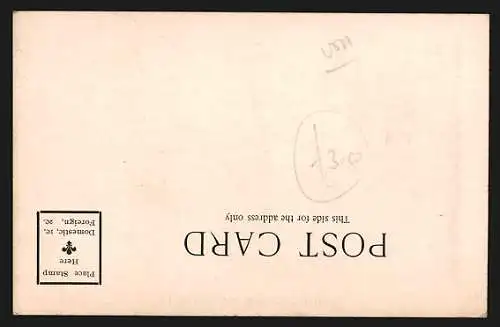 POST CARD
This side for the address only
Place Stamp
Here
Domestic, 1c,
Foreign, 2c.